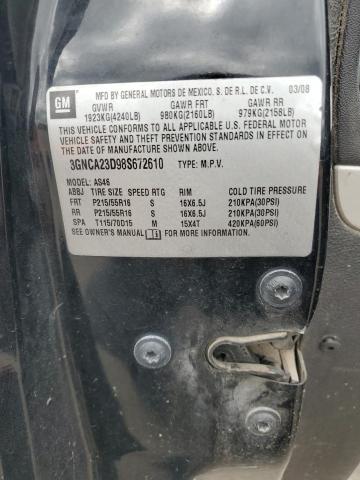 GM
MFD BY GENERAL MOTORS DE MEXICO, S. DE R.L. DE C.V. 03/08
GVWR GAWR FRT GAWR RR
1923KG(4240LB) 980KG(2160LB) 979KG(2158LB)
THIS VEHICLE CONFORMS TO ALL APPLICABLE U.S. FEDERAL MOTOR
VEHICLE SAFETY AND THEFT PREVENTION STANDARDS IN EFFECT ON
THE DATE OF MANUFACTURE SHOWN ABOVE.
3GNCA23D98S672610 TYPE: M.P.V.
MODEL: AS46
ABBJ TIRE SIZE SPEED RTG RIM COLD TIRE PRESSURE
FRT P215/55R16 S 16X6.5J 210KPA(30PSI)
RR P215/55R16 S 16X6.5J 210KPA(30PSI)
SPA T115/70D15 M 15X4T 420KPA(60PSI)
SEE OWNER'S MANUAL FOR ADDITIONAL INFORMATION.